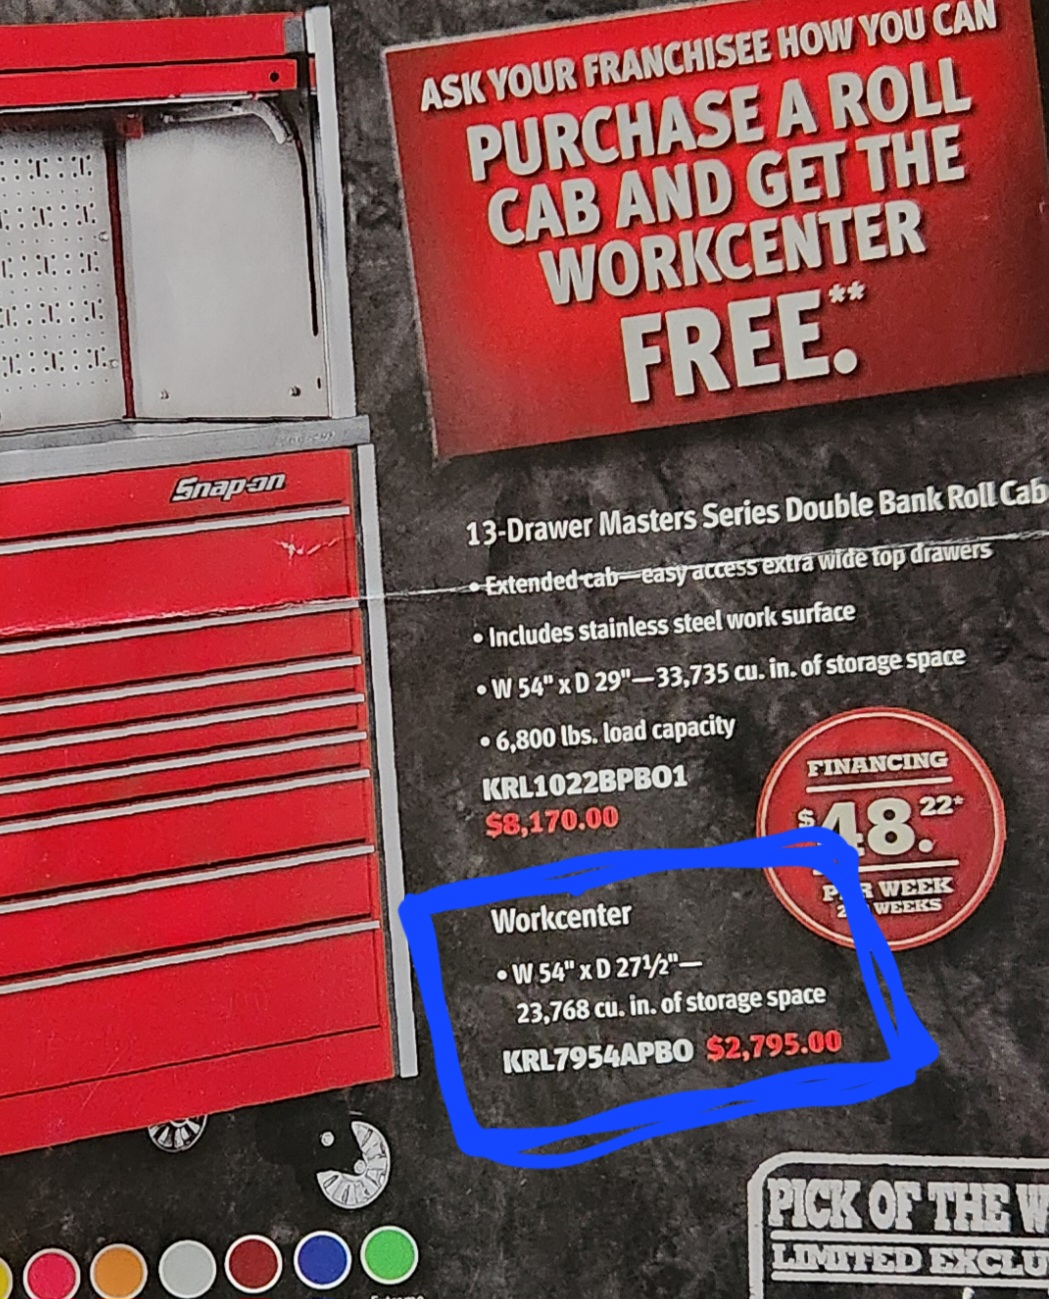 ASK YOUR FRANCHISEE HOW YOU CAN
PURCHASE A ROLL
CAB AND GET THE
WORKCENTER
FREE.**
Snap-on
13-Drawer Masters Series Double Bank Roll Cab
• Extended cab—easy access extra wide top drawers
• Includes stainless steel work surface
• W 54" x D 29"—33,735 cu. in. of storage space
• 6,800 lbs. load capacity
KRL1022BPBO1
$8,170.00
FINANCING
$48.22*
WEEK
WEEKS
Workcenter
• W 54" x D 27½"—
23,768 cu. in. of storage space
KRL7954APBO $2,795.00
PICK OF THE
LIMITED